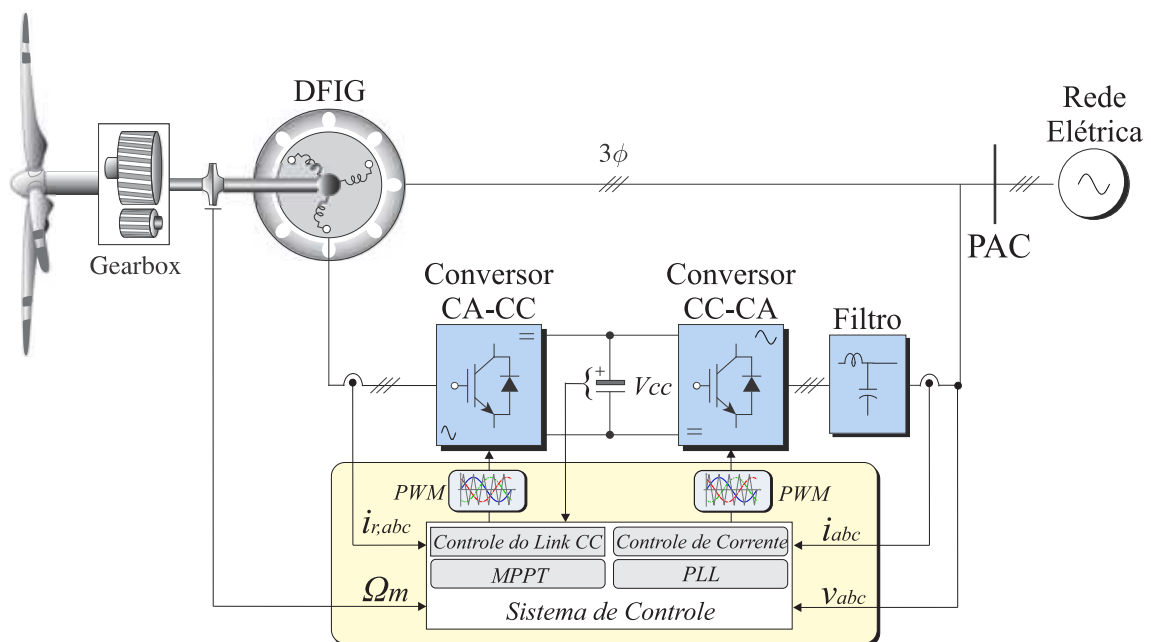 DFIG
Rede
Elétrica
3ϕ
PAC
Gearbox
Conversor
CA-CC
Conversor
CC-CA
Filtro
+
Vcc
PWM
PWM
ir,abc
iabc
Controle do Link CC
Controle de Corrente
MPPT
PLL
Ωm
vabc
Sistema de Controle